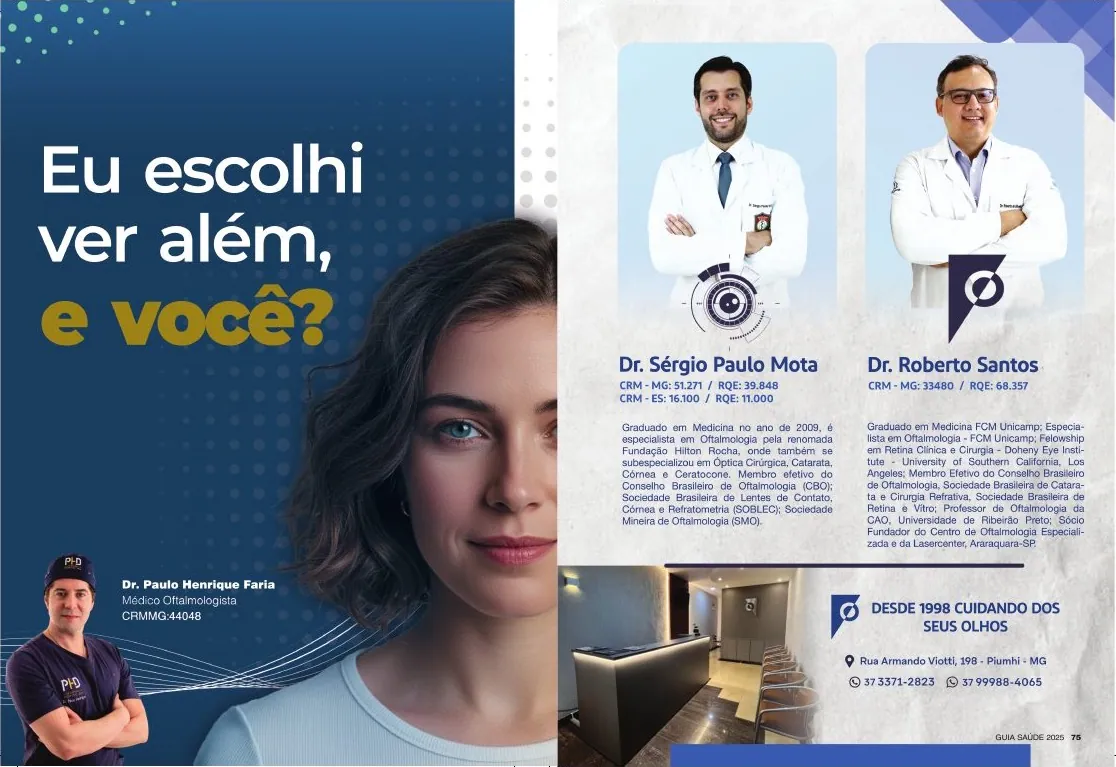 Eu escolhi
ver além,
e você?
PHD
PHD
Dr. Paulo Henrique Faria
Médico Oftalmologista
CRMMG:44048
Dr. Sérgio Paulo Mota
CRM - MG: 51.271 / RQE: 39.848
CRM - ES: 16.100 / RQE: 11.000
Graduado em Medicina no ano de 2009, é
especialista em Oftalmologia pela renomada
Fundação Hilton Rocha, onde também se
subespecializou em Óptica Cirúrgica, Catarata,
Córnea e Ceratocone. Membro efetivo do
Conselho Brasileiro de Oftalmologia (CBO);
Sociedade Brasileira de Lentes de Contato,
Córnea e Refratometria (SOBLEC); Sociedade
Mineira de Oftalmologia (SMO).
Dr. Roberto Santos
CRM - MG: 33480 / RQE: 68.357
Graduado em Medicina FCM Unicamp; Especia-
lista em Oftalmologia - FCM Unicamp; Felowship
em Retina Clínica e Cirurgia - Doheny Eye Insti-
tute - University of Southern California, Los
Angeles; Membro Efetivo do Conselho Brasileiro
de Oftalmologia, Sociedade Brasileira de Catara-
ta e Cirurgia Refrativa, Sociedade Brasileira de
Retina e Vítro; Professor de Oftalmologia da
CAO, Universidade de Ribeirão Preto; Sócio
Fundador do Centro de Oftalmologia Especiali-
zada e da Lasercenter, Araraquara-SP.
DESDE 1998 CUIDANDO DOS
SEUS OLHOS
Rua Armando Viotti, 198 - Piumhi - MG
37 3371-2823 37 99988-4065
GUIA SAÚDE 2025 75